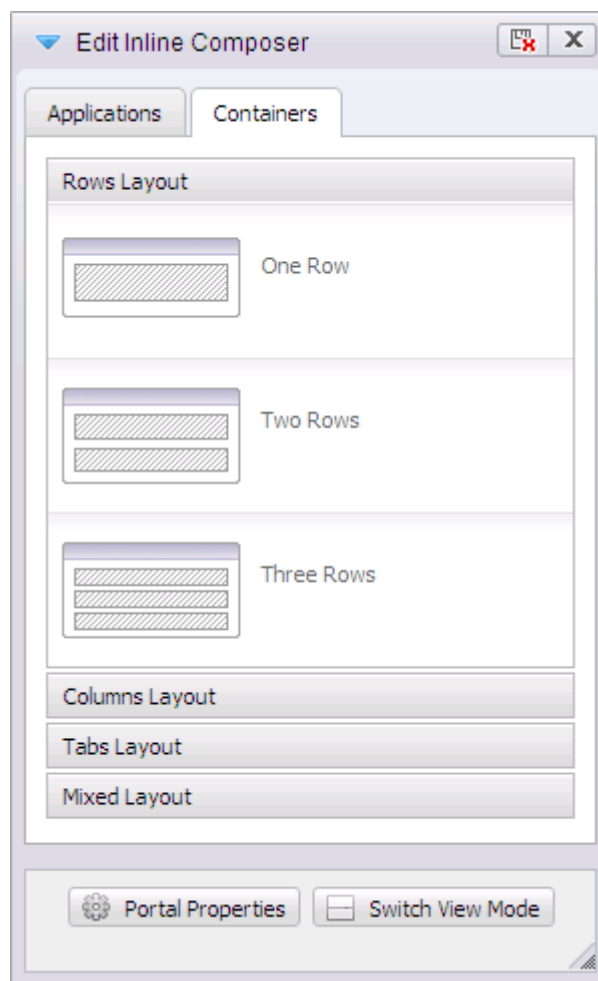 Edit Inline Composer
Applications
Containers
Rows Layout
One Row
Two Rows
Three Rows
Columns Layout
Tabs Layout
Mixed Layout
Portal Properties
Switch View Mode